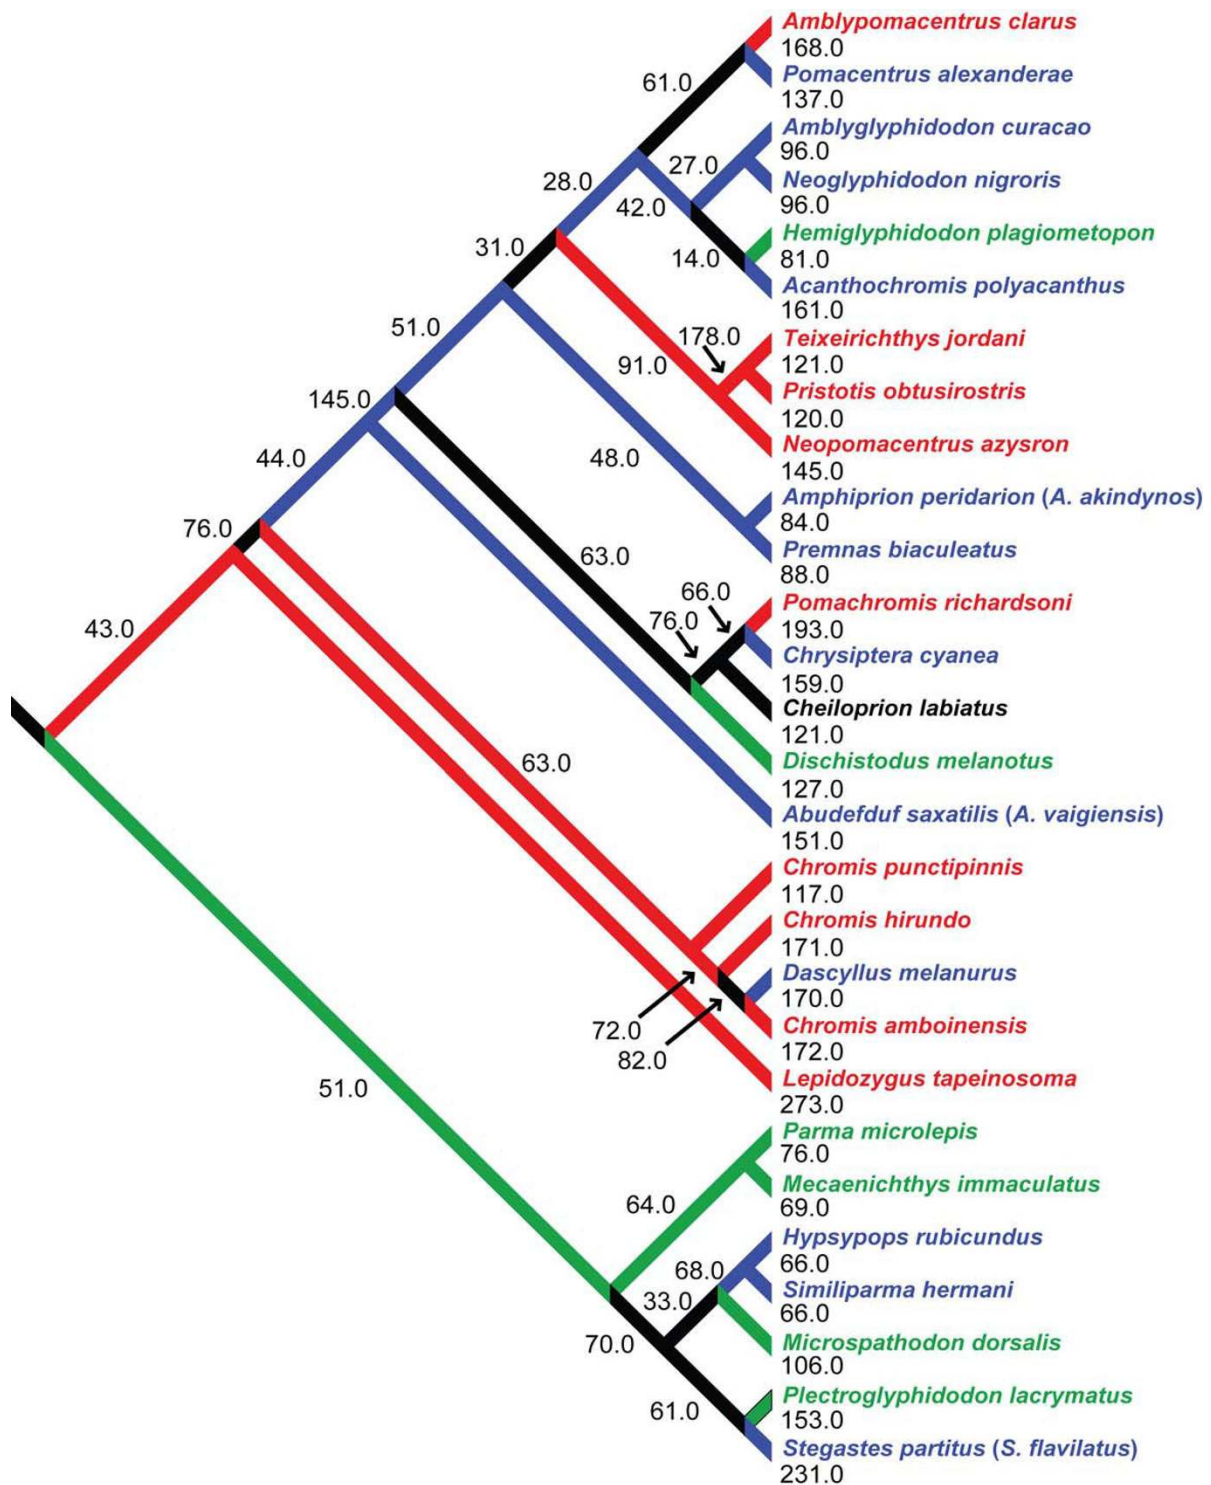 Amblypomacentrus clarus
168.0
61.0
Pomacentrus alexanderae
137.0
Amblyglyphidodon curacao
96.0
27.0
28.0
Neoglyphidodon nigroris
96.0
42.0
Hemiglyphidodon plagiometopon
81.0
31.0
14.0
Acanthochromis polyacanthus
161.0
51.0
178.0
Teixeirichthys jordani
121.0
91.0
Pristotis obtusirostris
120.0
145.0
Neopomacentrus azysron
145.0
44.0
48.0
Amphiprion peridarion (A. akindynos)
84.0
76.0
63.0
Premnas biaculeatus
88.0
66.0
Pomachromis richardsoni
193.0
76.0
43.0
Chrysiptera cyanea
159.0
Cheiloprion labiatus
121.0
63.0
Dischistodus melanotus
127.0
Abudefduf saxatilis (A. vaigiensis)
151.0
Chromis punctipinnis
117.0
Chromis hirundo
171.0
Dascyllus melanurus
170.0
72.0
Chromis amboinensis
172.0
82.0
Lepidozygus tapeinosoma
273.0
51.0
Parma microlepis
76.0
Mecaenichthys immaculatus
69.0
64.0
Hypsypops rubicundus
66.0
68.0
Similiparma hermani
66.0
33.0
70.0
Microspathodon dorsalis
106.0
Plectroglyphidodon lacrymatus
153.0
61.0
Stegastes partitus (S. flavilatus)
231.0